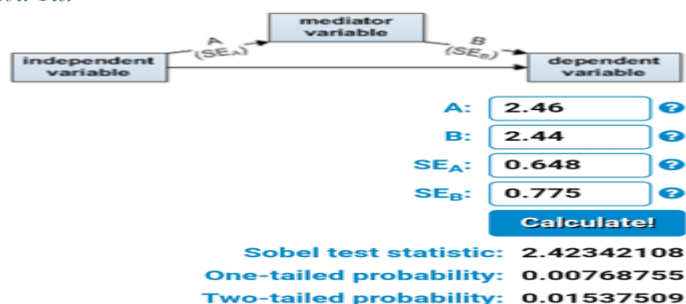 mediator
variable
A
(SEA)
B
(SEB)
independent
variable
dependent
variable
A: 2.46 ?
B: 2.44 ?
SEA: 0.648 ?
SEB: 0.775 ?
Calculate!
Sobel test statistic: 2.42342108
One-tailed probability: 0.00768755
Two-tailed probability: 0.01537509